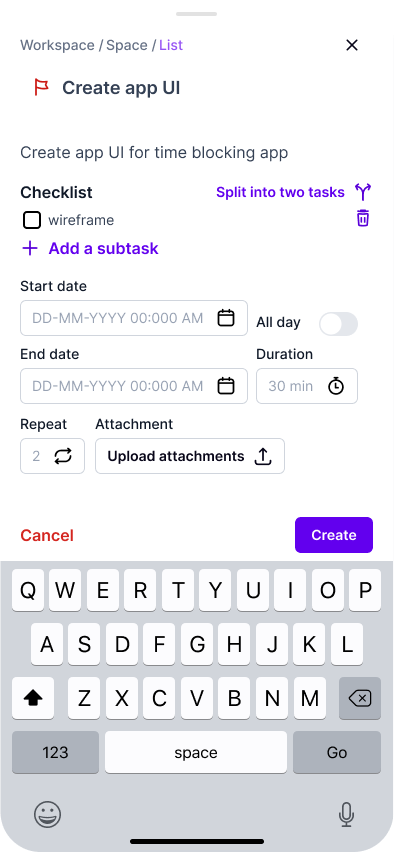 Workspace / Space / List
Create app UI
Create app UI for time blocking app
Checklist
Split into two tasks
wireframe
Add a subtask
Start date
DD-MM-YYYY 00:000 AM
All day
End date
Duration
DD-MM-YYYY 00:000 AM
30 min
Repeat
Attachment
2
Upload attachments
Cancel
Create
Q W E R T Y U I O P
A S D F G H J K L
Z X C V B N M
123 space Go